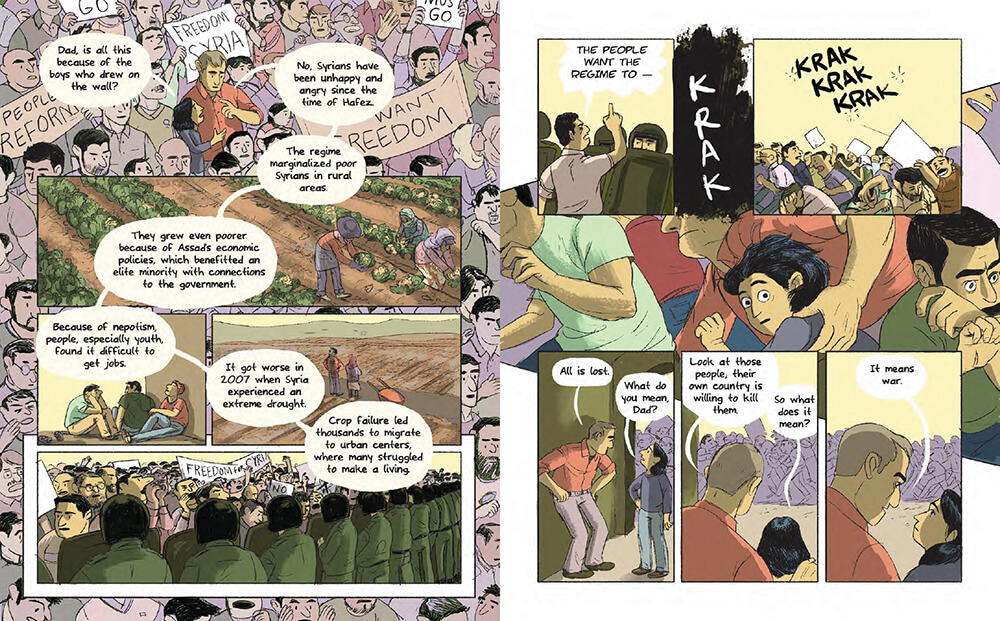 GO
MUS
GO
FREEDOM
SYRIA
Dad, is all this
because of the
boys who drew on
the wall?
No, Syrians have
been unhappy and
angry since the
time of Hafez.
PEOPLE
REFORM
WANT
FREEDOM
The regime
marginalized poor
Syrians in rural
areas.
They grew even poorer
because of Assad's economic
policies, which benefitted an
elite minority with connections
to the government.
Because of nepotism,
people, especially youth,
found it difficult to
get jobs.
It got worse in
2007 when Syria
experienced an
extreme drought.
Crop failure led
thousands to migrate
to urban centers,
where many struggled
to make a living.
FREEDOM FOR SYRIA
NO
THE PEOPLE
WANT THE
REGIME TO —
KRAK
KRAK
KRAK
KRAK
All is lost.
What do
you mean,
Dad?
Look at those
people, their
own country is
willing to kill
them.
So what
does it
mean?
It means
war.